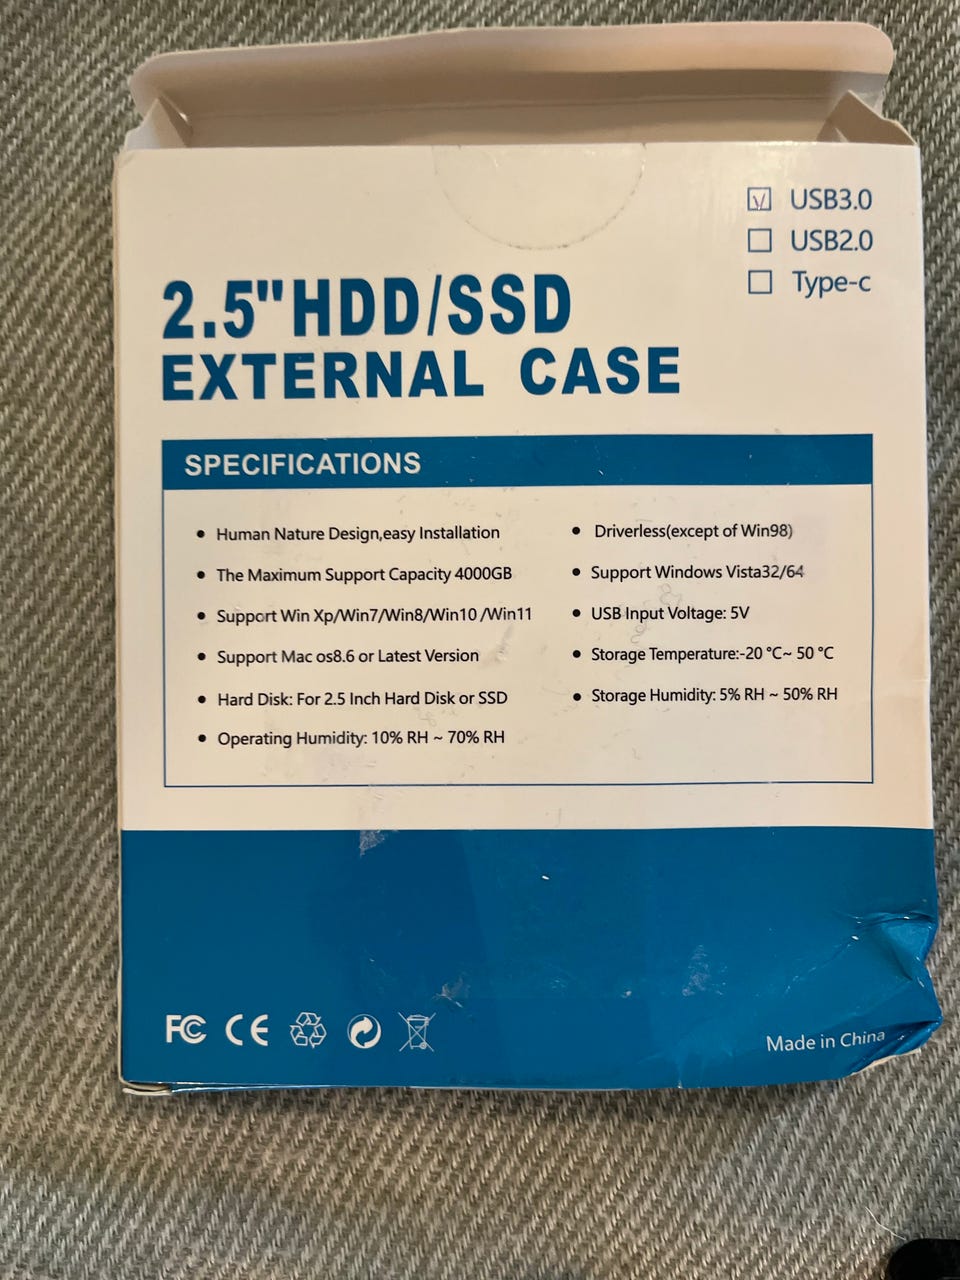 USB3.0
USB2.0
Type-c
2.5"HDD/SSD
EXTERNAL CASE
SPECIFICATIONS
Human Nature Design,easy Installation
The Maximum Support Capacity 4000GB
Support Win Xp/Win7/Win8/Win10 /Win11
Support Mac os8.6 or Latest Version
Hard Disk: For 2.5 Inch Hard Disk or SSD
Operating Humidity: 10% RH ~ 70% RH
Driverless(except of Win98)
Support Windows Vista32/64
USB Input Voltage: 5V
Storage Temperature:-20 °C~ 50 °C
Storage Humidity: 5% RH ~ 50% RH
FC CE
Made in China